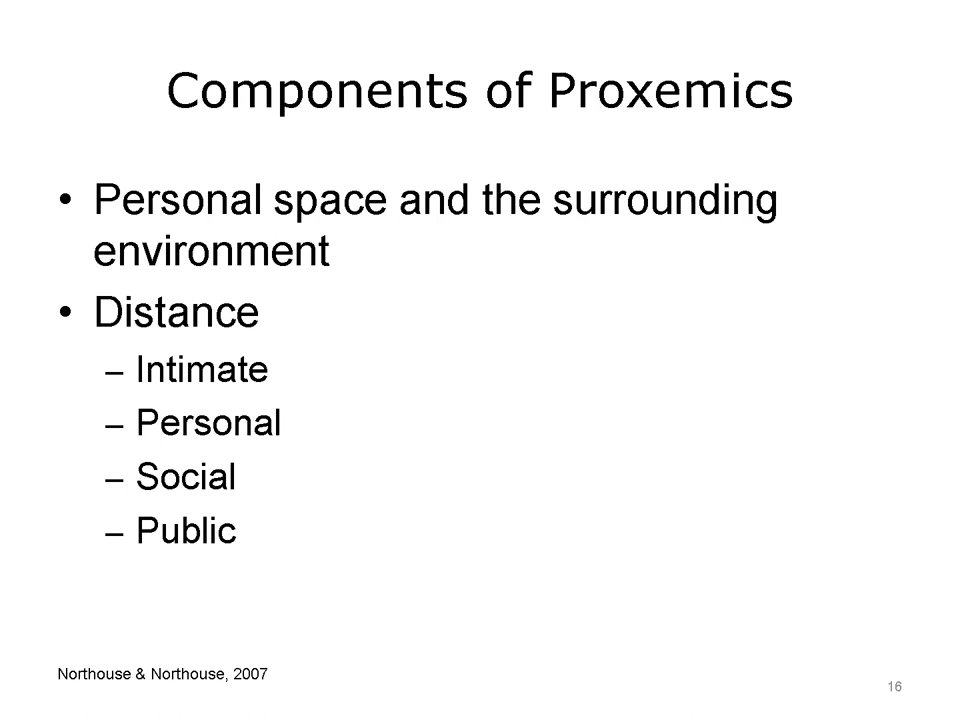 Components of Proxemics
• Personal space and the surrounding
environment
• Distance
– Intimate
– Personal
– Social
– Public
Northouse & Northouse, 2007
16